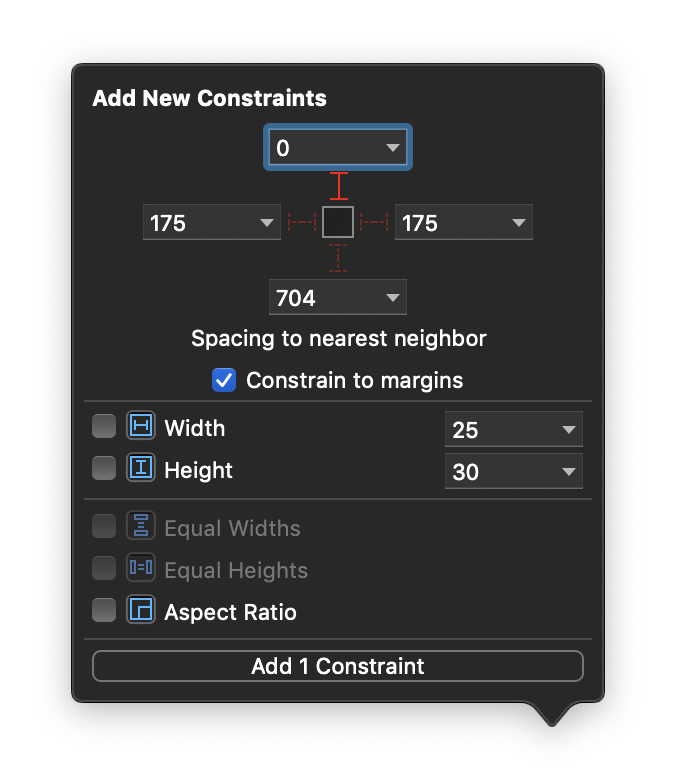 Add New Constraints
0
175 175
704
Spacing to nearest neighbor
Constrain to margins
Width 25
Height 30
Equal Widths
Equal Heights
Aspect Ratio
Add 1 Constraint